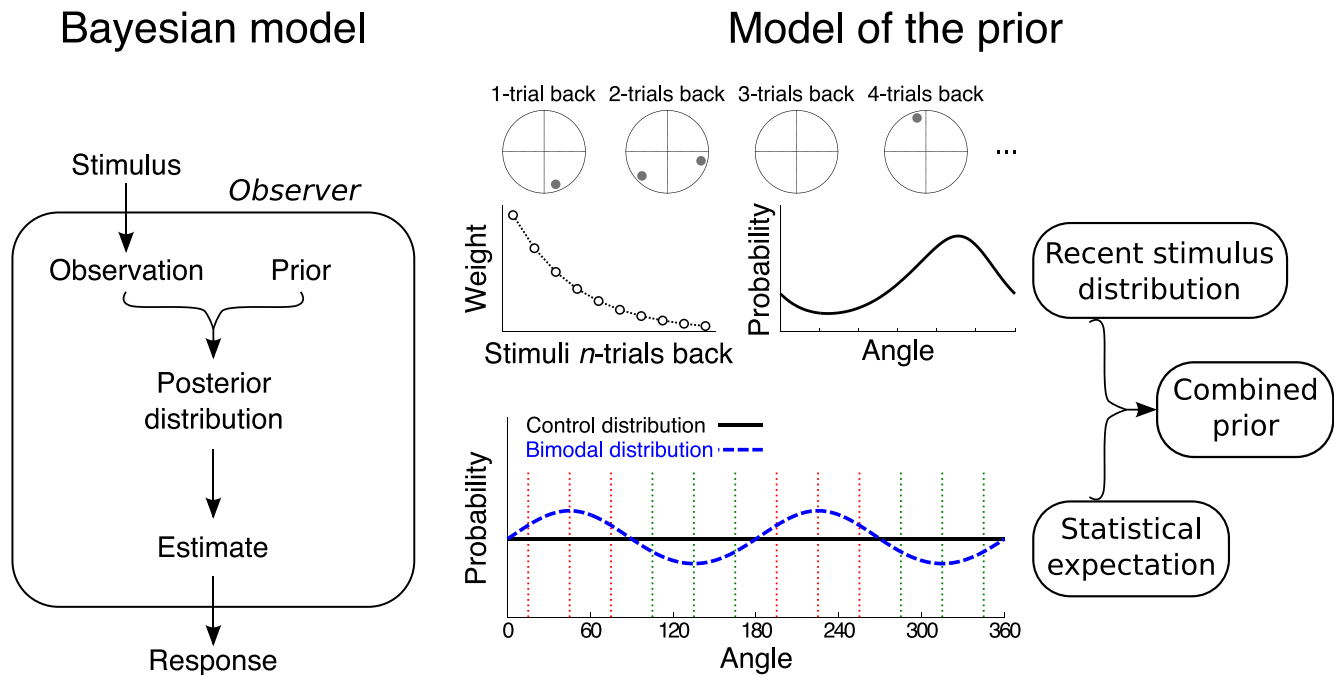 Bayesian model
Stimulus
Observer
Observation
Prior
Posterior
distribution
Estimate
Response
Model of the prior
1-trial back
2-trials back
3-trials back
4-trials back
...
Weight
Stimuli n-trials back
Probability
Angle
Recent stimulus
distribution
Combined
prior
Statistical
expectation
Control distribution
Bimodal distribution
Probability
0
60
120
180
240
300
360
Angle